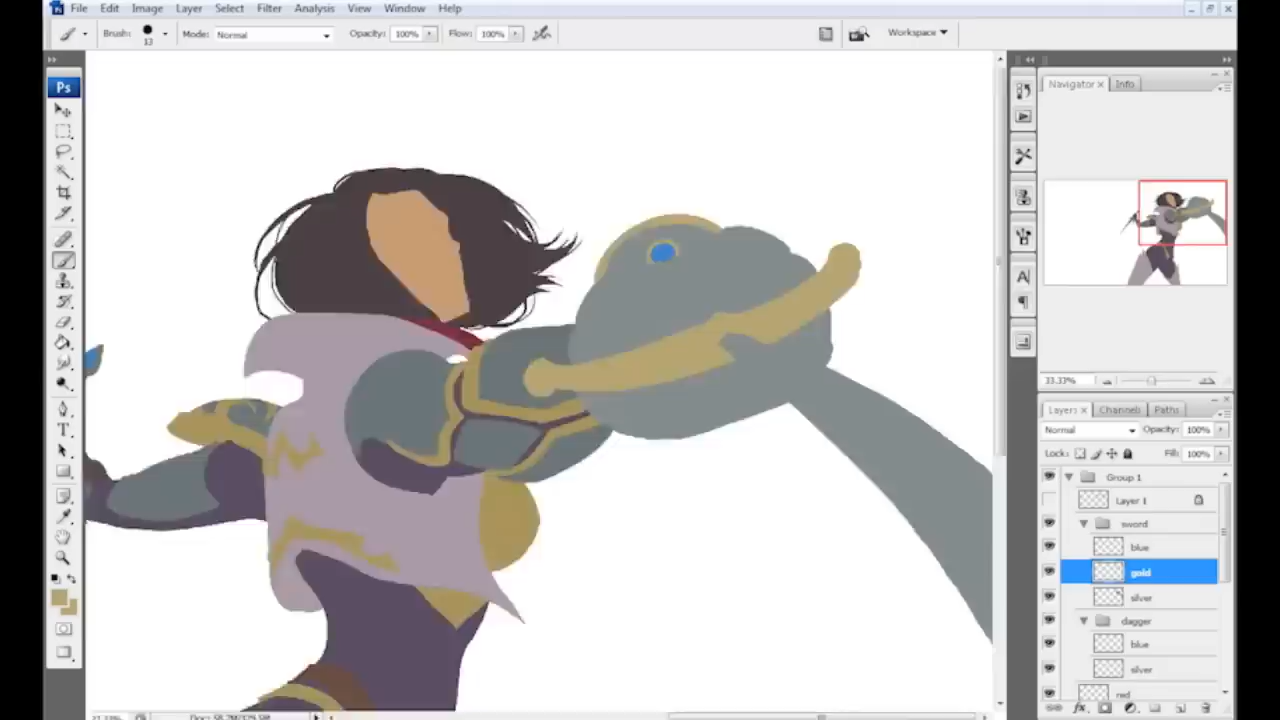 File Edit Image Layer Select Filter Analysis View Window Help
Brush: 13 Mode: Normal Opacity: 100% Flow: 100% Workspace
Ps
Navigator Info
33.33%
Layers Channels Paths
Normal Opacity: 100%
Lock: Fill: 100%
Group 1
Layer 1
sword
blue
gold
silver
dagger
blue
silver
red